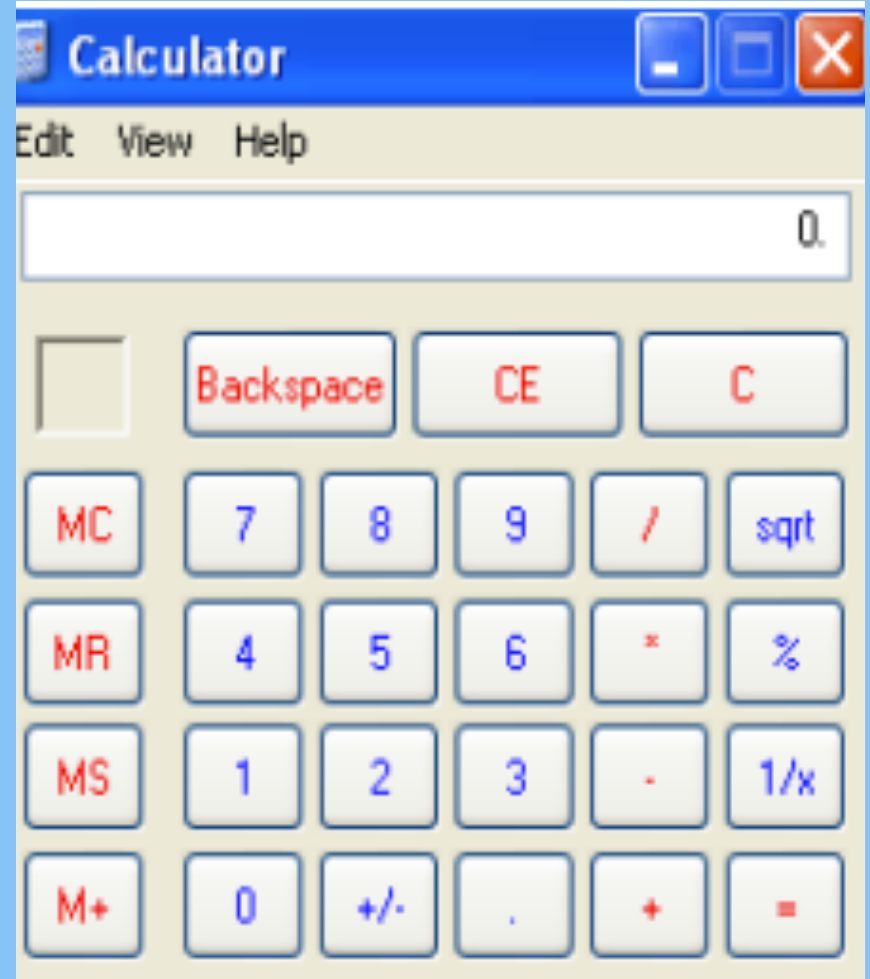 Calculator
Edit View Help
0.
Backspace CE C
MC 7 8 9 / sqrt
MR 4 5 6 * %
MS 1 2 3 - 1/x
M+ 0 +/- . + =